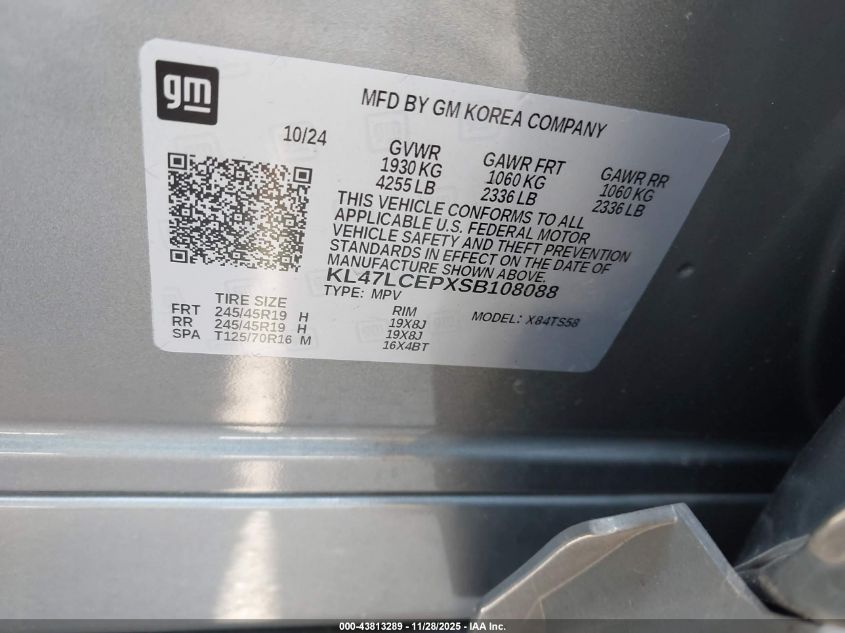 gm
MFD BY GM KOREA COMPANY
10/24
GVWR GAWR FRT GAWR RR
1930 KG 1060 KG 1060 KG
4255 LB 2336 LB 2336 LB
THIS VEHICLE CONFORMS TO ALL
APPLICABLE U.S. FEDERAL MOTOR
VEHICLE SAFETY AND THEFT PREVENTION
STANDARDS IN EFFECT ON THE DATE OF
MANUFACTURE SHOWN ABOVE.
KL47LCEPXSB108088
TYPE: MPV
TIRE SIZE RIM MODEL: X84TS58
FRT 245/45R19 H 19X8J
RR 245/45R19 H 19X8J
SPA T125/70R16 M 16X4BT
000-43813289 - 11/28/2025 - IAA Inc.